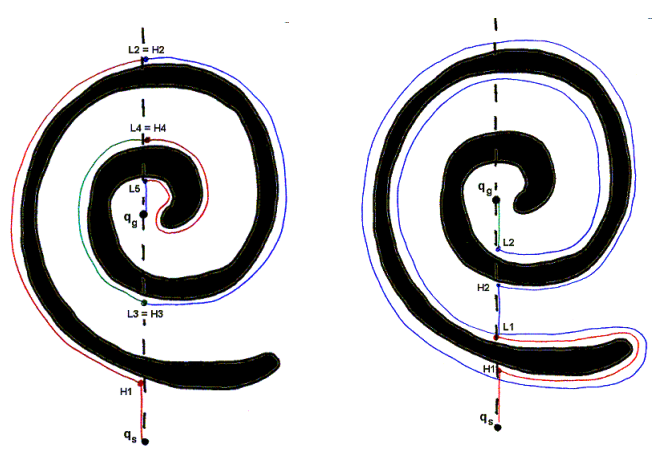 L2 = H2
L4 = H4
L5
qg
L3 = H3
H1
qs
qg
L2
H2
L1
H1
qs